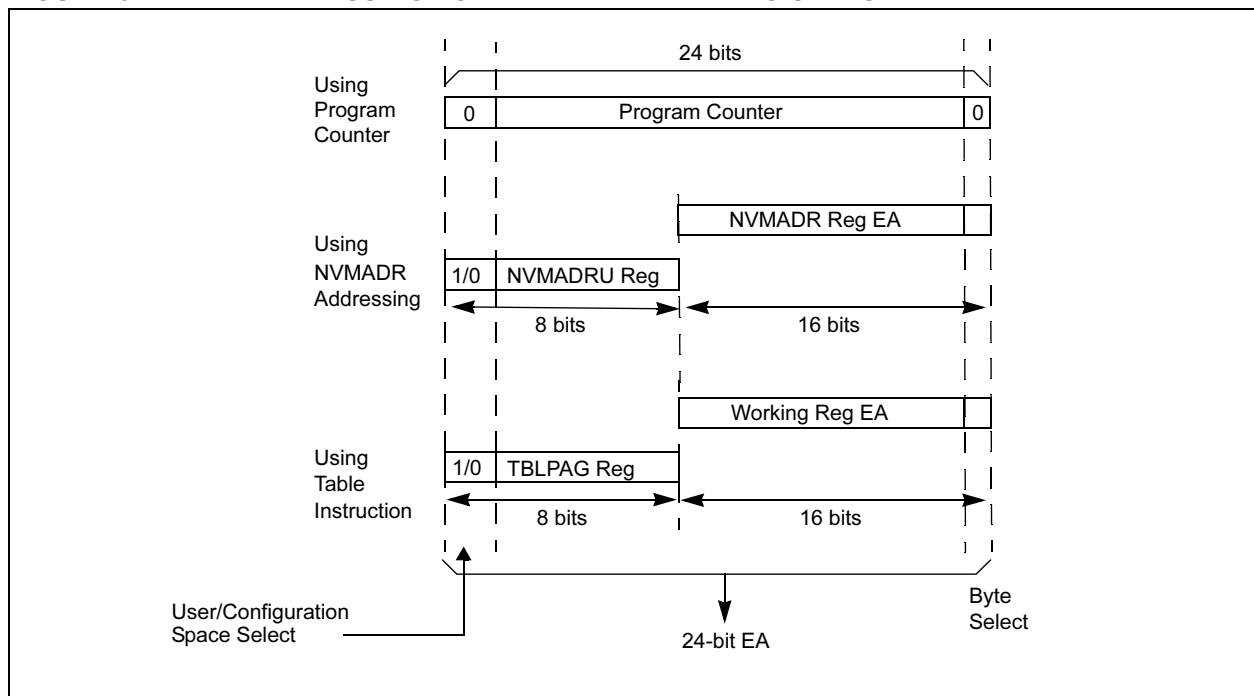 24 bits
Using
Program
Counter
0
Program Counter
0
NVMADR Reg EA
Using
NVMADR
Addressing
1/0
NVMADRU Reg
8 bits
16 bits
Working Reg EA
Using
Table
Instruction
1/0
TBLPAG Reg
8 bits
16 bits
User/Configuration
Space Select
24-bit EA
Byte
Select